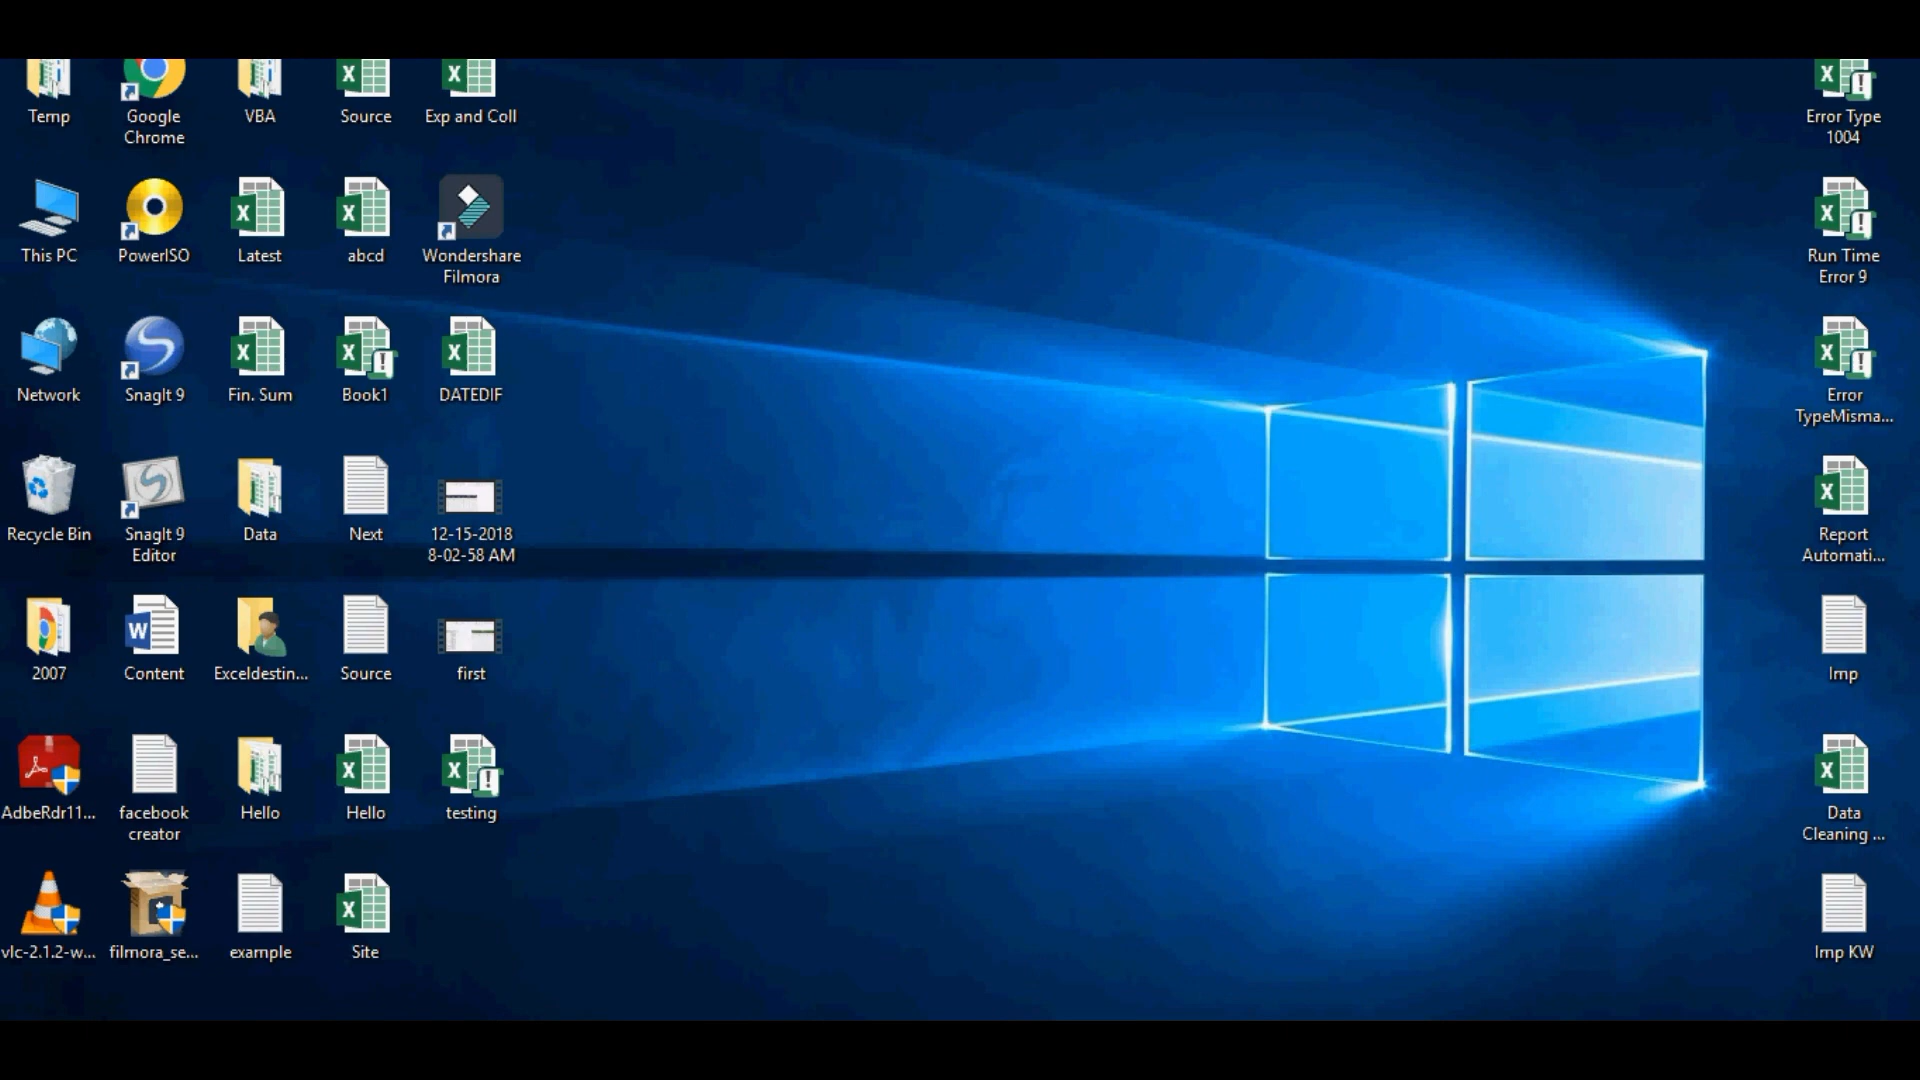 Temp
Google
Chrome
VBA
Source
Exp and Coll
Error Type
1004
This PC
PowerISO
Latest
abcd
Wondershare
Filmora
Run Time
Error 9
Network
SnagIt 9
Fin. Sum
Book1
DATEDIF
Error
TypeMisma...
Recycle Bin
SnagIt 9
Editor
Data
Next
12-15-2018
8-02-58 AM
Report
Automati...
2007
Content
Exceldestin...
Source
first
Imp
AdbeRdr11...
facebook
creator
Hello
Hello
testing
Data
Cleaning ...
vlc-2.1.2-w...
filmora_se...
example
Site
Imp KW